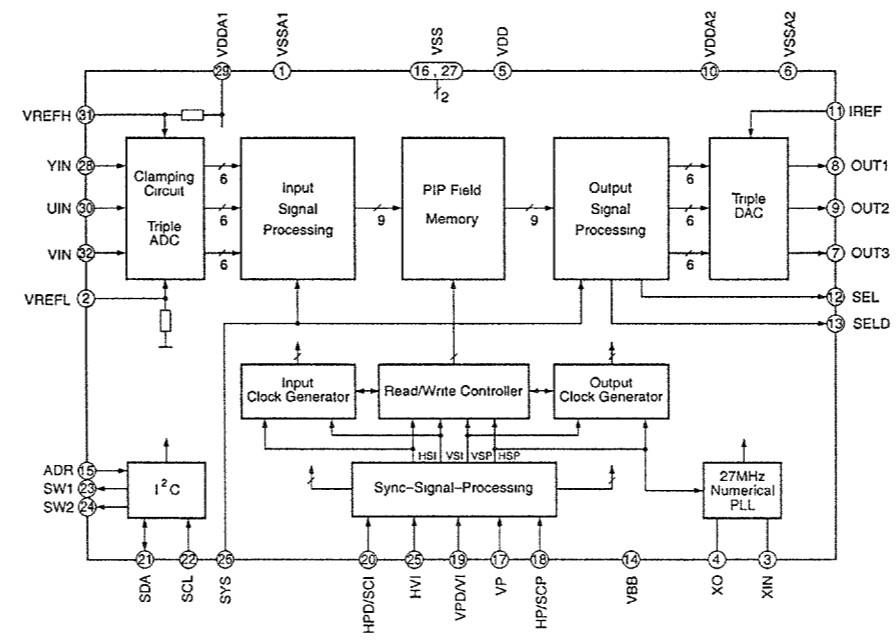 VDDA1
VSSA1
VSS
VDD
VDDA2
VSSA2
29
1
16, 27
5
10
6
2
VREFH 31
11 IREF
YIN 28
UIN 30
VIN 32
VREFL 2
Clamping
Circuit
Triple
ADC
6
6
6
Input
Signal
Processing
9
PIP Field
Memory
9
Output
Signal
Processing
6
6
6
Triple
DAC
8 OUT1
9 OUT2
7 OUT3
12 SEL
13 SELD
Input
Clock Generator
Read/Write Controller
Output
Clock Generator
HSI VSI VSP HSP
ADR 15
SW1 23
SW2 24
I²C
Sync-Signal-Processing
27MHz
Numerical
PLL
21
22
26
20
25
19
17
18
14
4
3
SDA
SCL
SYS
HPD/SCI
HVI
VPD/VI
VP
HP/SCP
VBB
XO
XIN